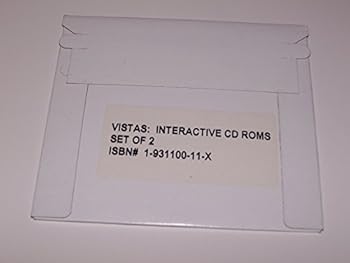 VISTAS: INTERACTIVE CD ROMS
SET OF 2
ISBN# 1-931100-11-X